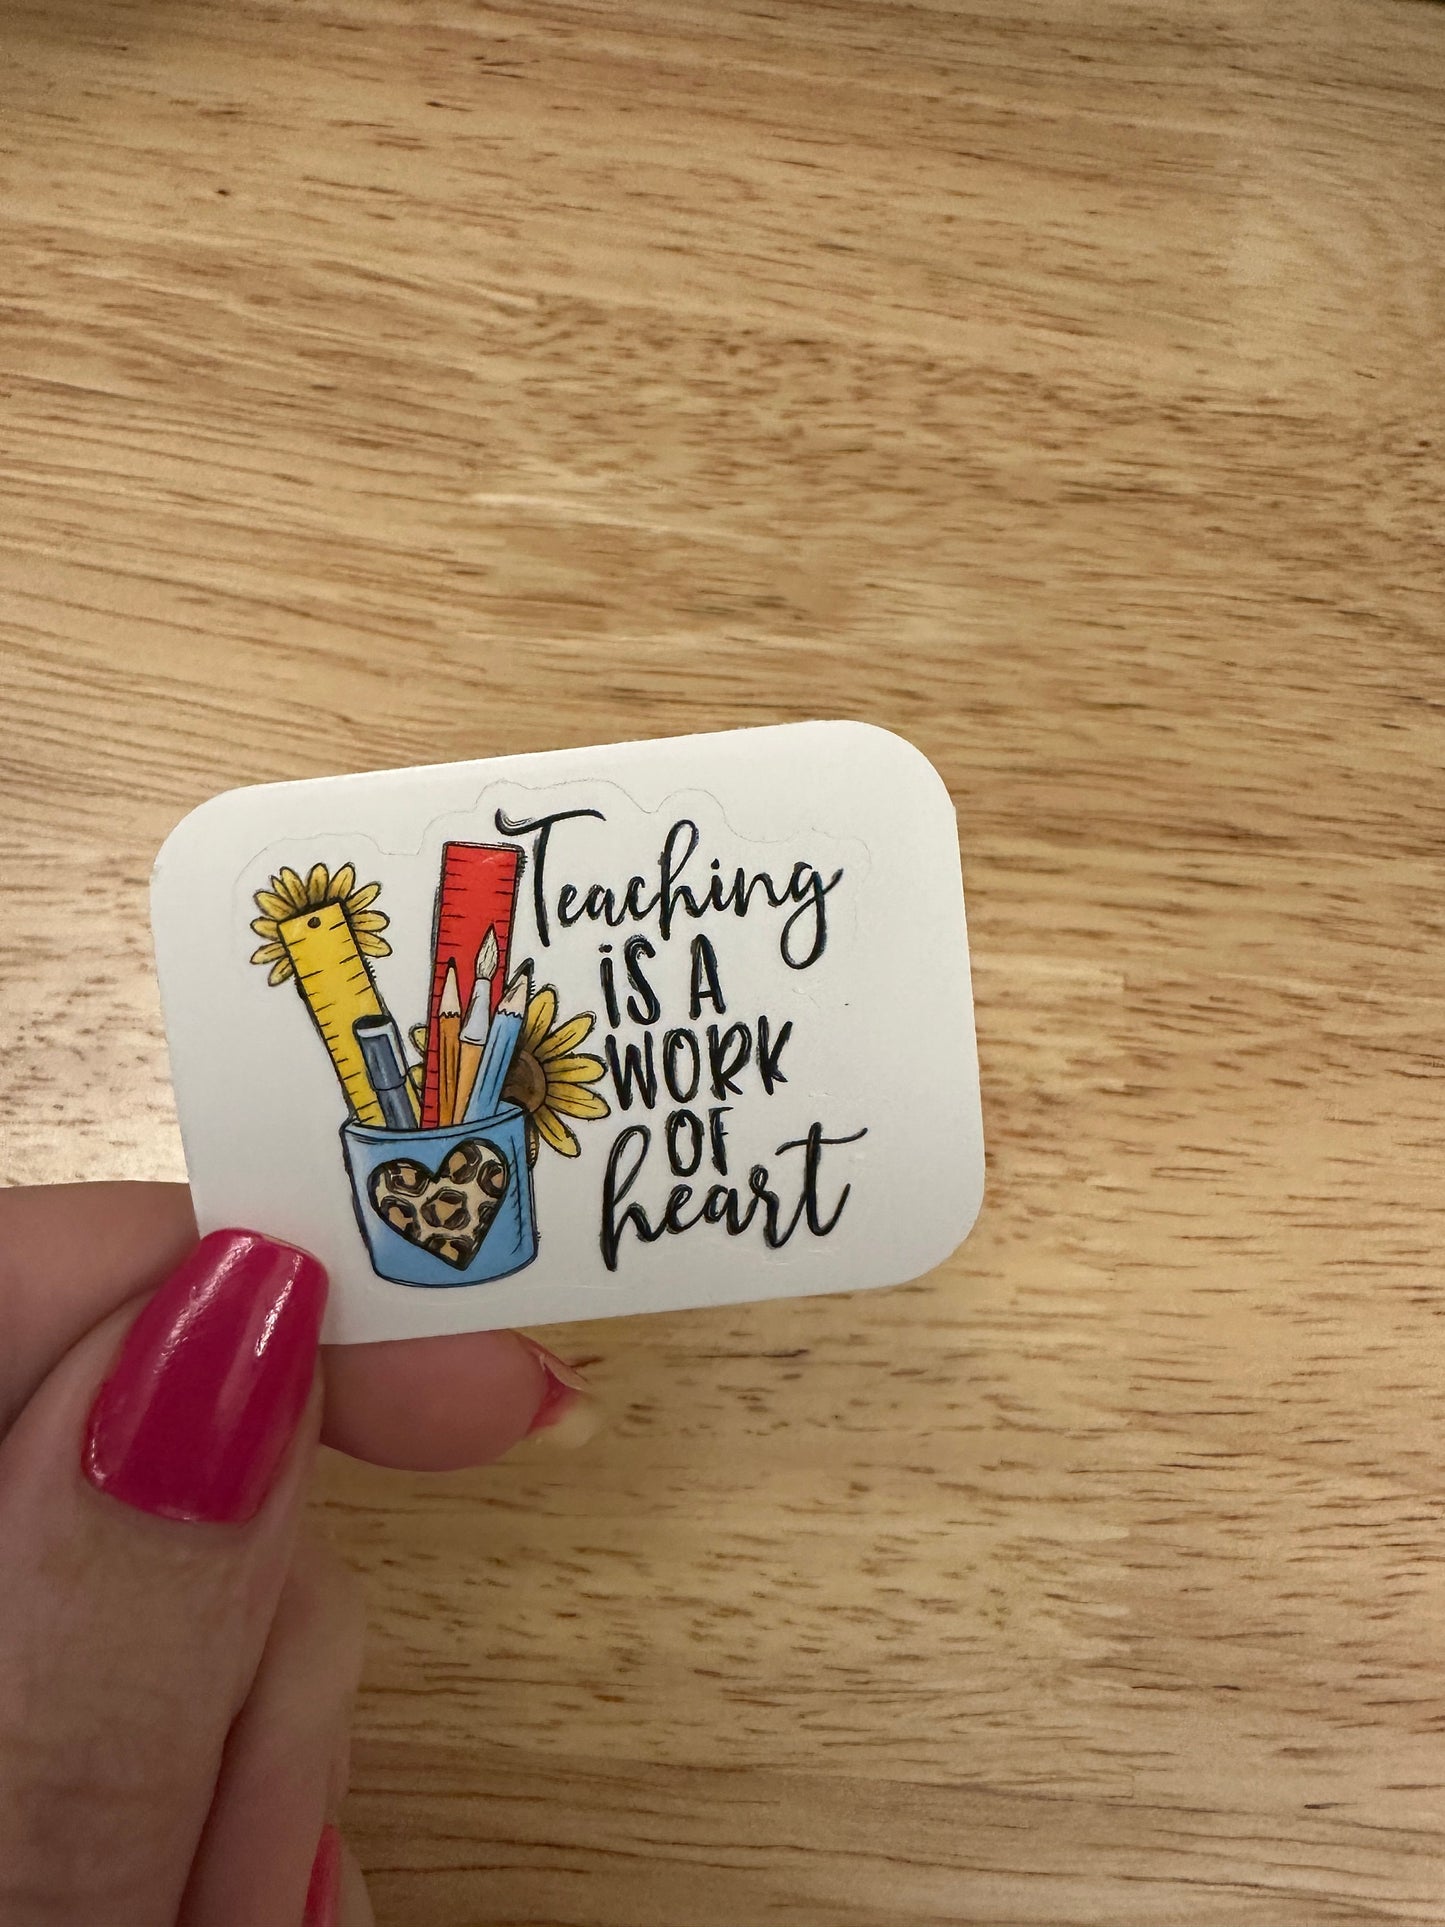 Teaching
iS A
WORK
OF
heart